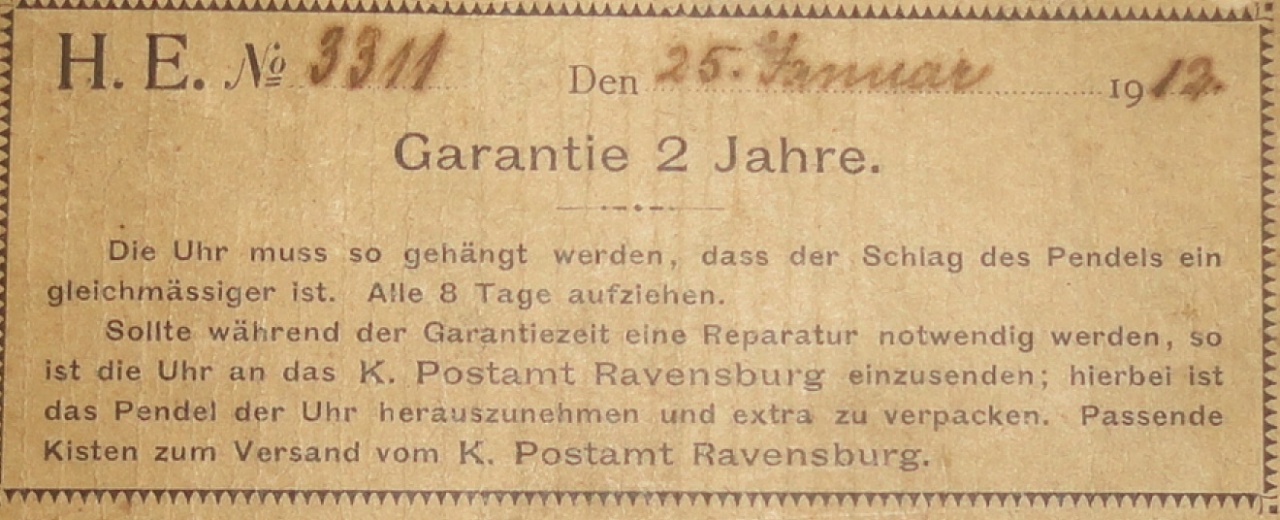 H. E. № 3311 Den 25. Januar 1912.
Garantie 2 Jahre.
Die Uhr muss so gehängt werden, dass der Schlag des Pendels ein
gleichmässiger ist. Alle 8 Tage aufziehen.
Sollte während der Garantiezeit eine Reparatur notwendig werden, so
ist die Uhr an das K. Postamt Ravensburg einzusenden; hierbei ist
das Pendel der Uhr herauszunehmen und extra zu verpacken. Passende
Kisten zum Versand vom K. Postamt Ravensburg.